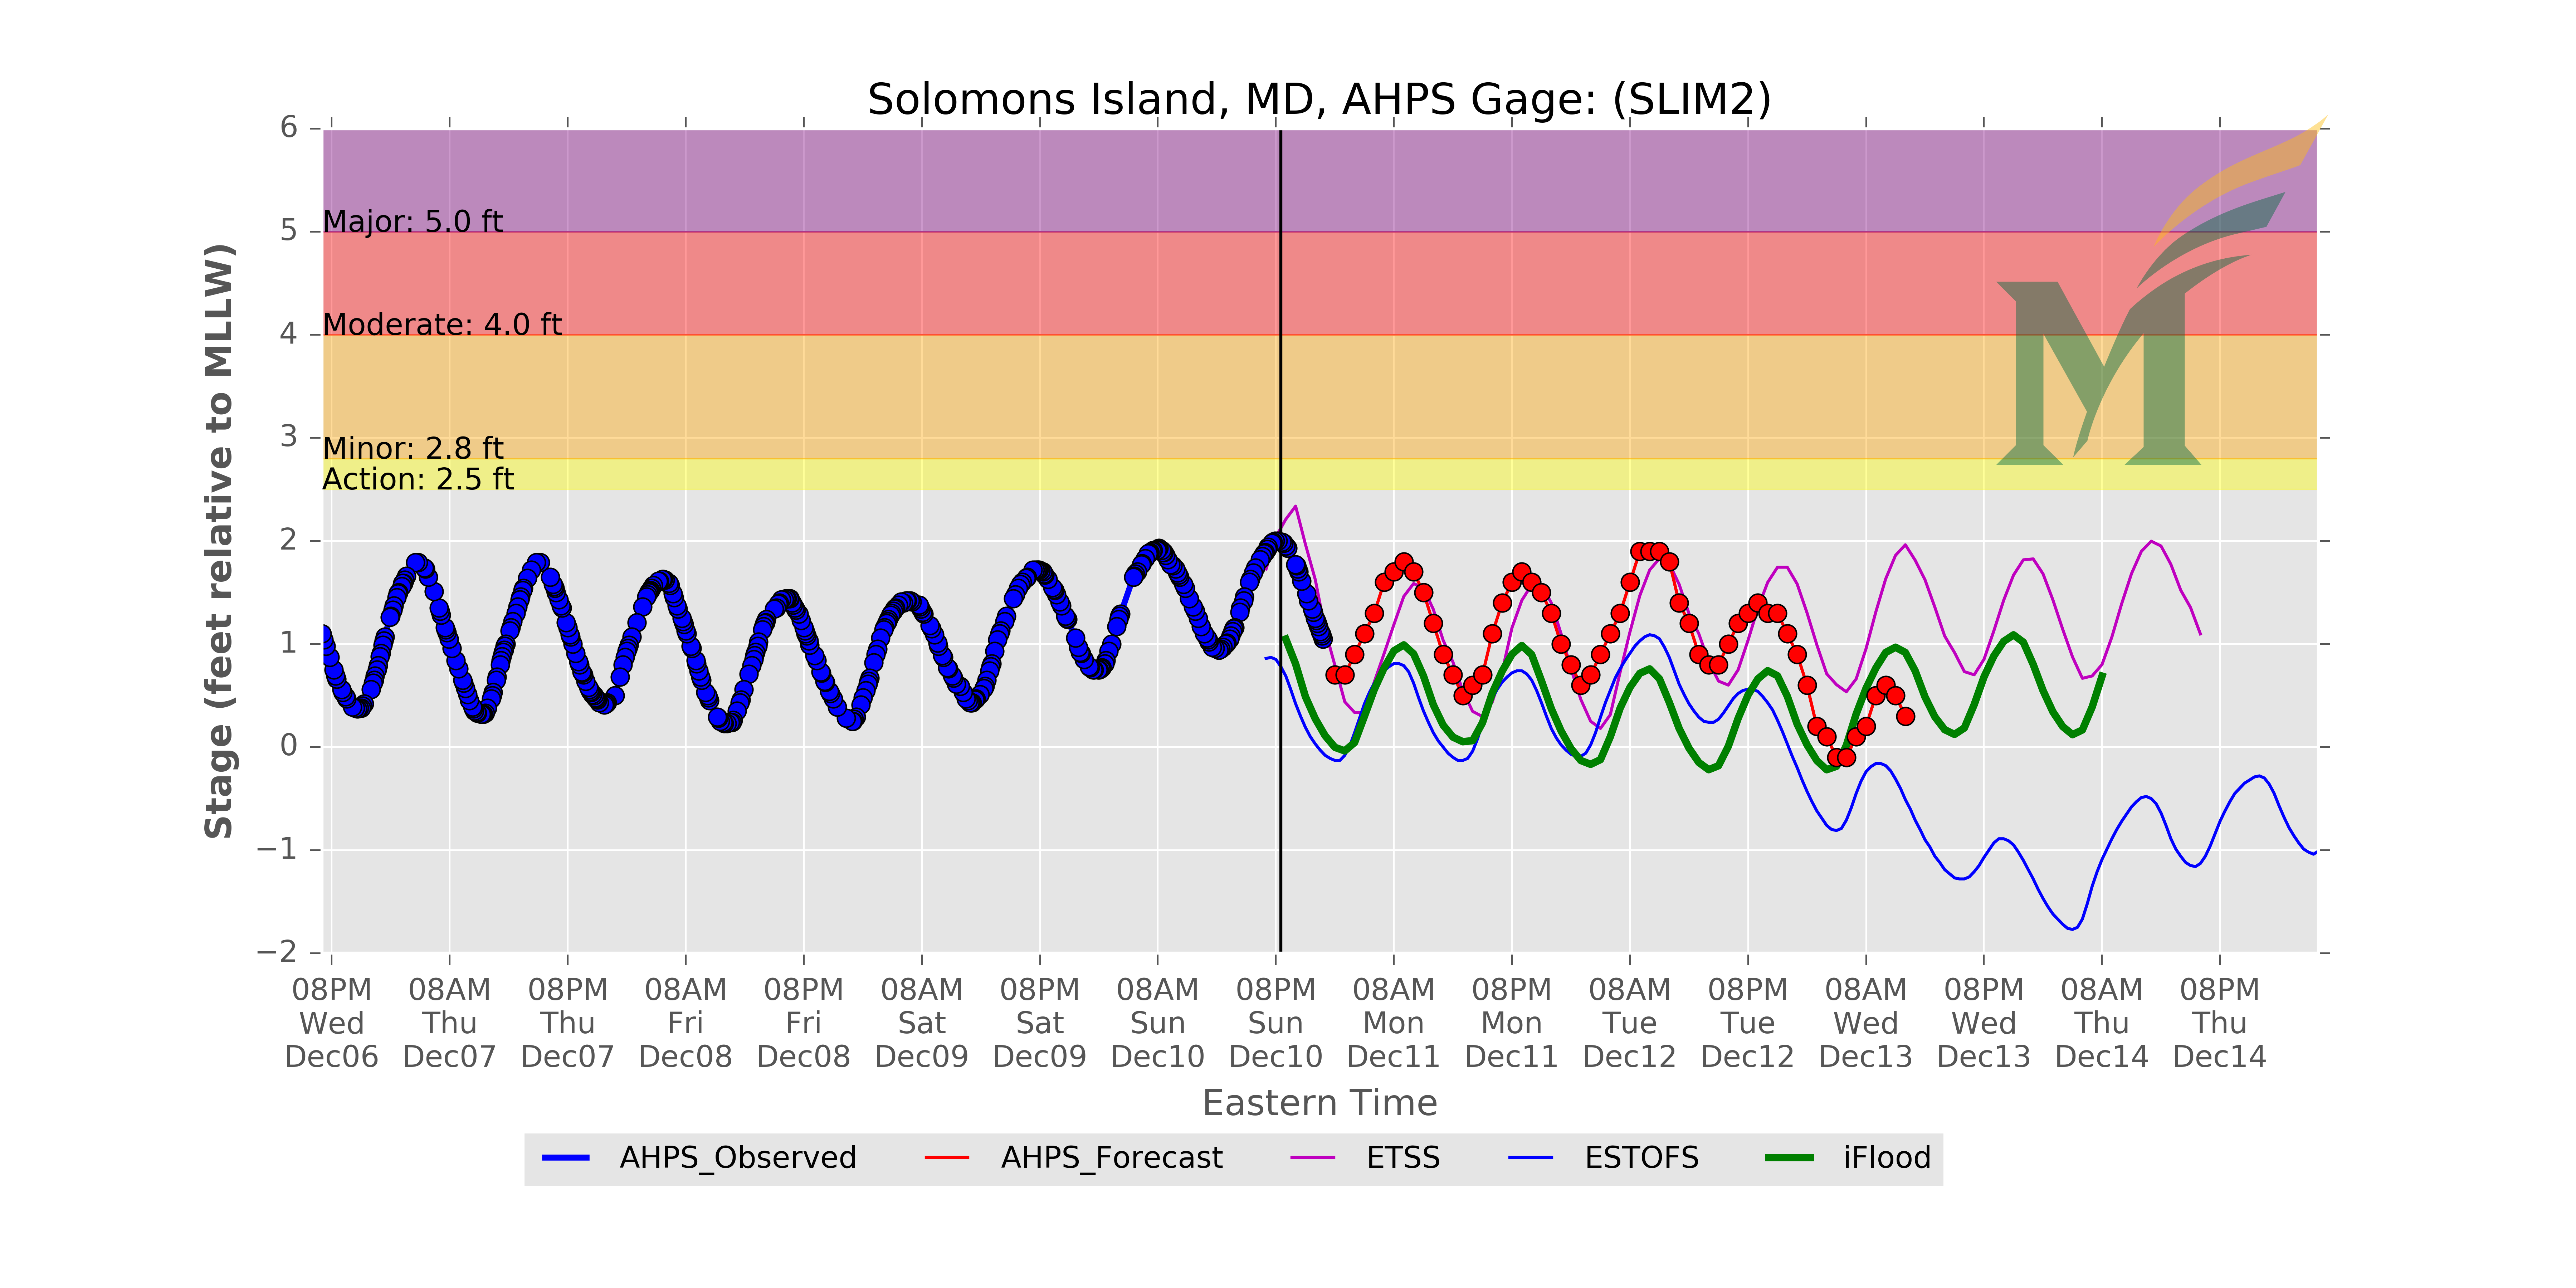 Solomons Island, MD, AHPS Gage: (SLIM2)
6
5
4
3
2
1
0
−1
−2
Stage (feet relative to MLLW)
Major: 5.0 ft
Moderate: 4.0 ft
Minor: 2.8 ft
Action: 2.5 ft
M
08PM 08AM 08PM 08AM 08PM 08AM 08PM 08AM 08PM 08AM 08PM 08AM 08PM 08AM 08PM 08AM 08PM
Wed Thu Thu Fri Fri Sat Sat Sun Sun Mon Mon Tue Tue Wed Wed Thu Thu
Dec06 Dec07 Dec07 Dec08 Dec08 Dec09 Dec09 Dec10 Dec10 Dec11 Dec11 Dec12 Dec12 Dec13 Dec13 Dec14 Dec14
Eastern Time
AHPS_Observed AHPS_Forecast ETSS ESTOFS iFlood